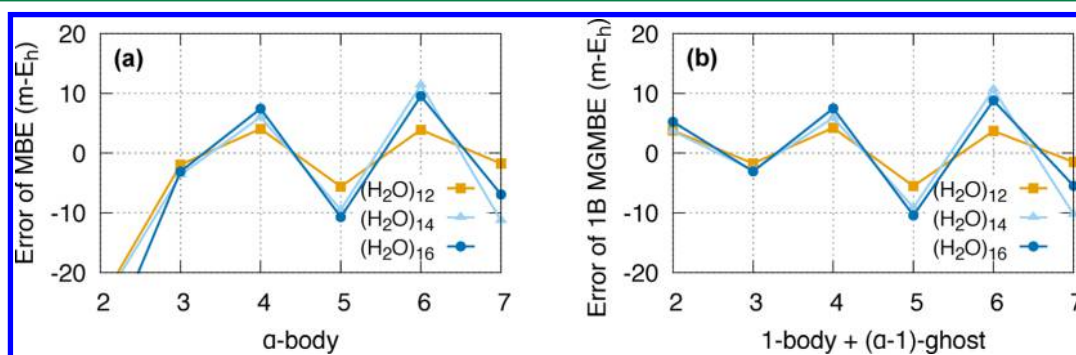 20
10
0
-10
-20
Error of MBE (m-Eₕ)
(a)
(H₂O)₁₂
(H₂O)₁₄
(H₂O)₁₆
2 3 4 5 6 7
α-body
20
10
0
-10
-20
Error of 1B MGMBE (m-Eₕ)
(b)
(H₂O)₁₂
(H₂O)₁₄
(H₂O)₁₆
2 3 4 5 6 7
1-body + (α-1)-ghost